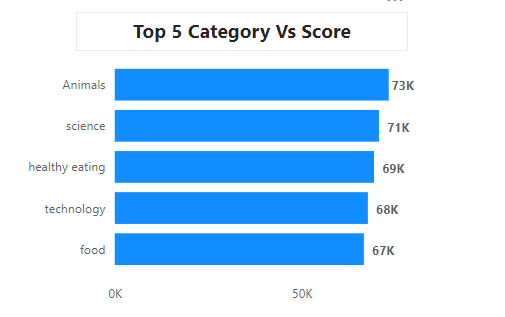 Top 5 Category Vs Score
Animals 73K
science 71K
healthy eating 69K
technology 68K
food 67K
0K 50K